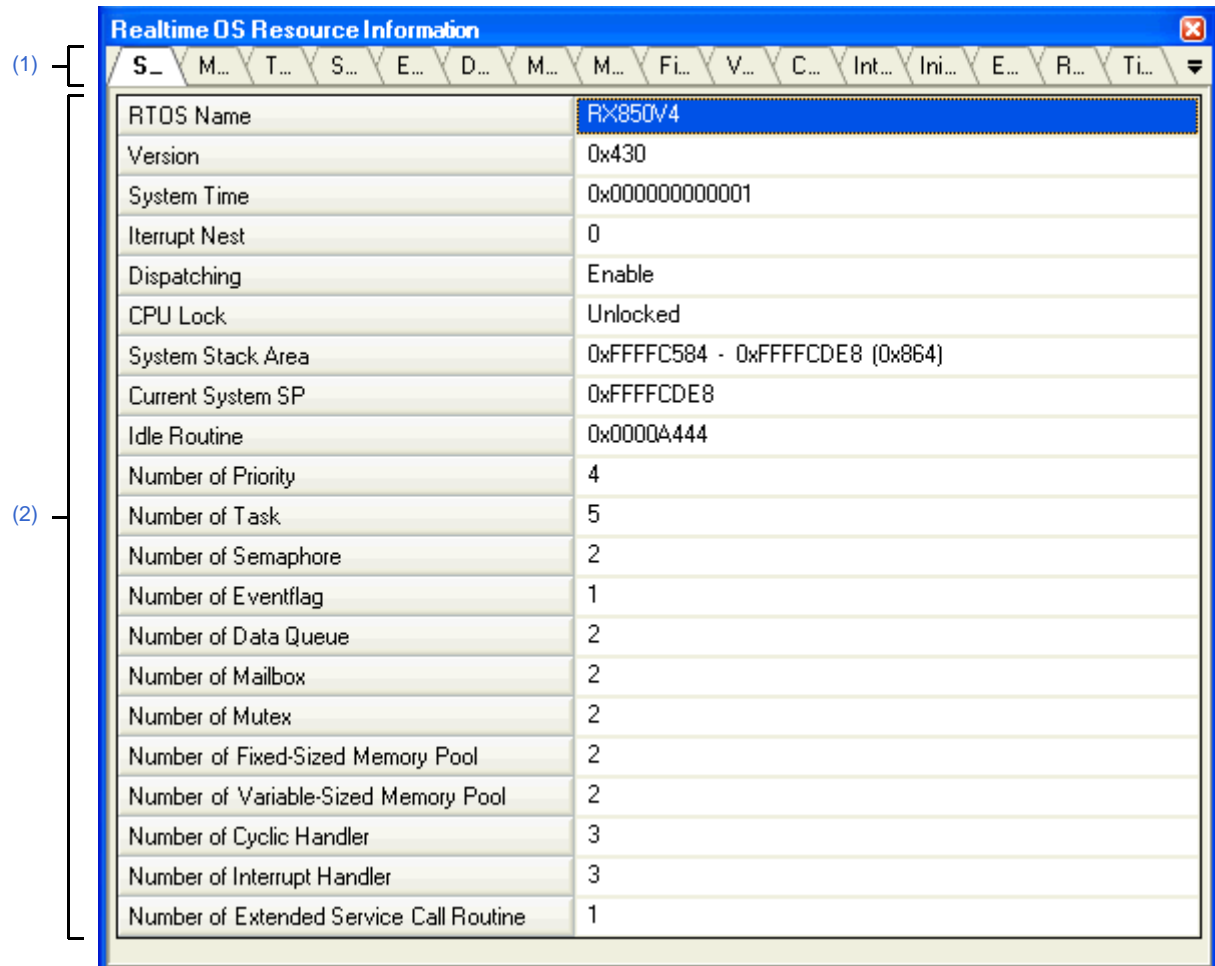 Realtime OS Resource Information
(1)
S... M... T... S... E... D... M... M... Fi... V... C... Int... Ini... E... R... Ti...
RTOS Name RX850V4
Version 0x430
System Time 0x000000000001
Iterrupt Nest 0
Dispatching Enable
CPU Lock Unlocked
System Stack Area 0xFFFFC584 - 0xFFFFCDE8 (0x864)
Current System SP 0xFFFFCDE8
Idle Routine 0x0000A444
Number of Priority 4
(2)
Number of Task 5
Number of Semaphore 2
Number of Eventflag 1
Number of Data Queue 2
Number of Mailbox 2
Number of Mutex 2
Number of Fixed-Sized Memory Pool 2
Number of Variable-Sized Memory Pool 2
Number of Cyclic Handler 3
Number of Interrupt Handler 3
Number of Extended Service Call Routine 1